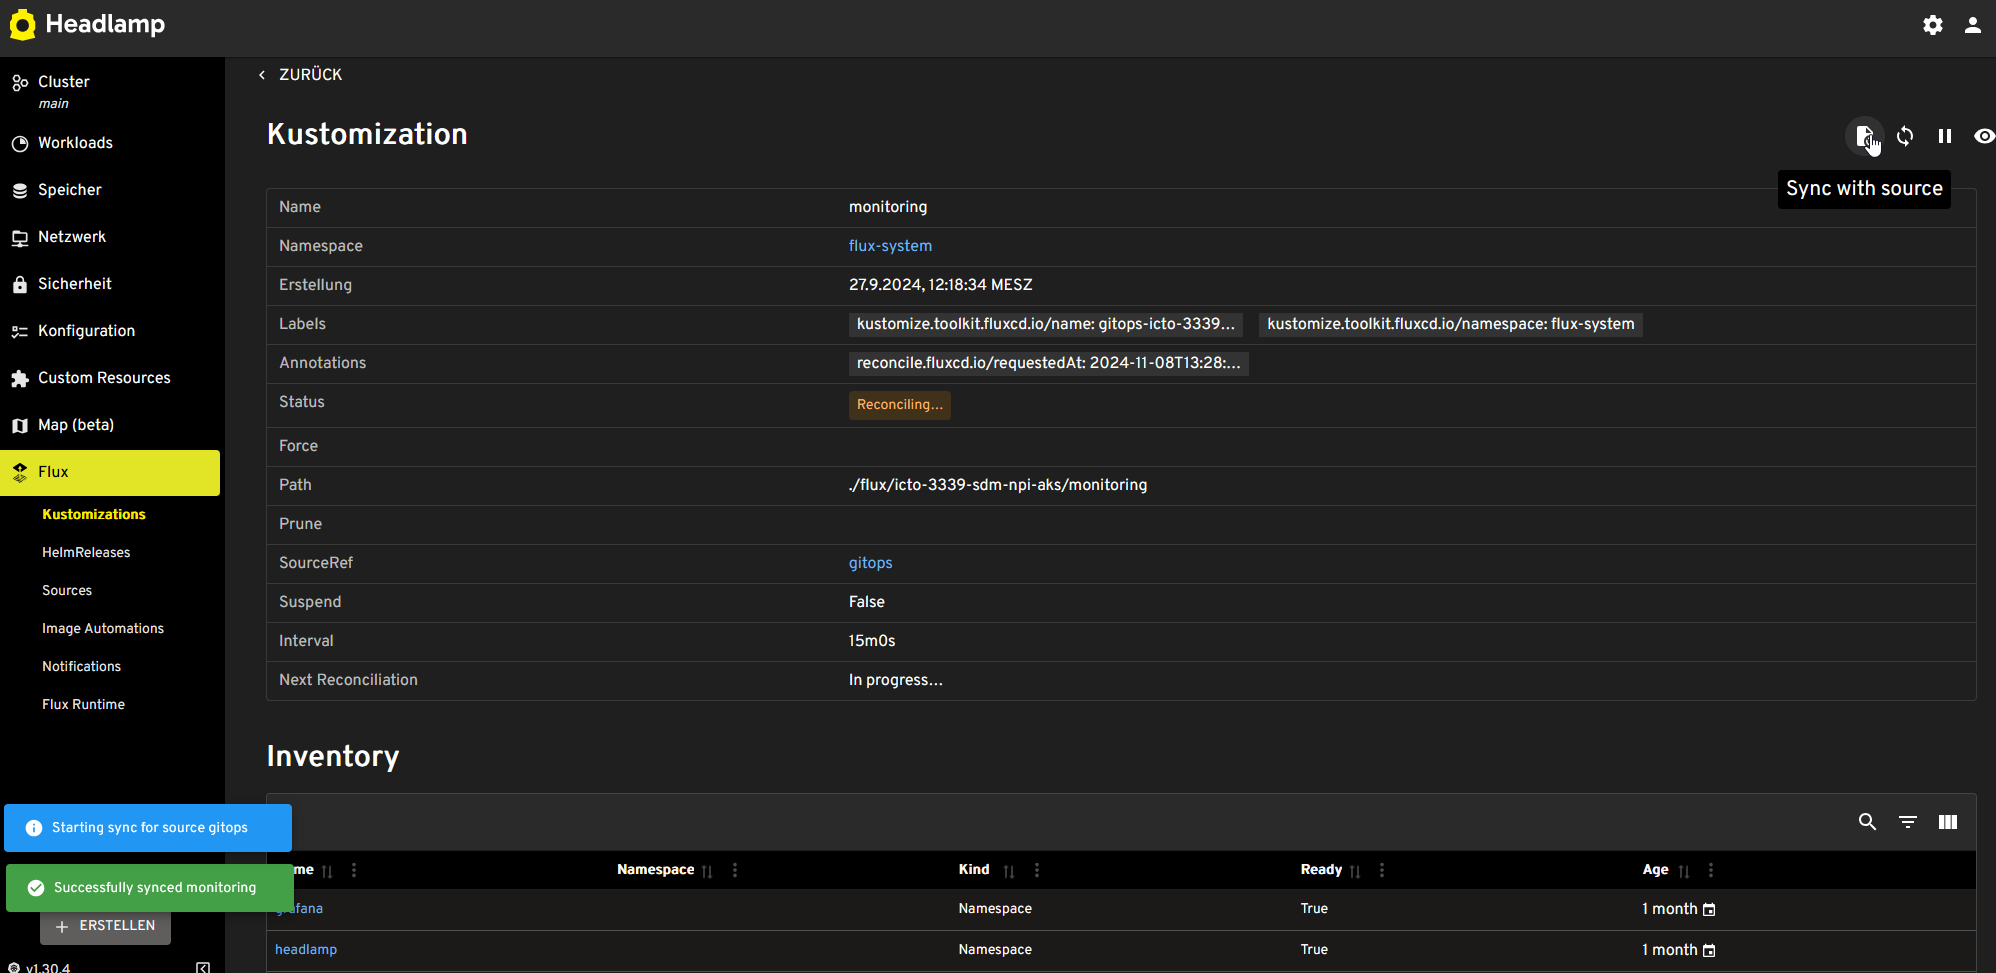 Headlamp
Cluster
main
Workloads
Speicher
Netzwerk
Sicherheit
Konfiguration
Custom Resources
Map (beta)
Flux
Kustomizations
HelmReleases
Sources
Image Automations
Notifications
Flux Runtime
Starting sync for source gitops
Successfully synced monitoring
+ ERSTELLEN
v1.30.4
ZURÜCK
Kustomization
Sync with source
Name monitoring
Namespace flux-system
Erstellung 27.9.2024, 12:18:34 MESZ
Labels kustomize.toolkit.fluxcd.io/name: gitops-icto-3339... kustomize.toolkit.fluxcd.io/namespace: flux-system
Annotations reconcile.fluxcd.io/requestedAt: 2024-11-08T13:28:...
Status Reconciling...
Force
Path ./flux/icto-3339-sdm-npi-aks/monitoring
Prune
SourceRef gitops
Suspend False
Interval 15m0s
Next Reconciliation In progress...
Inventory
me Namespace Kind Ready Age
afana Namespace True 1 month
headlamp Namespace True 1 month